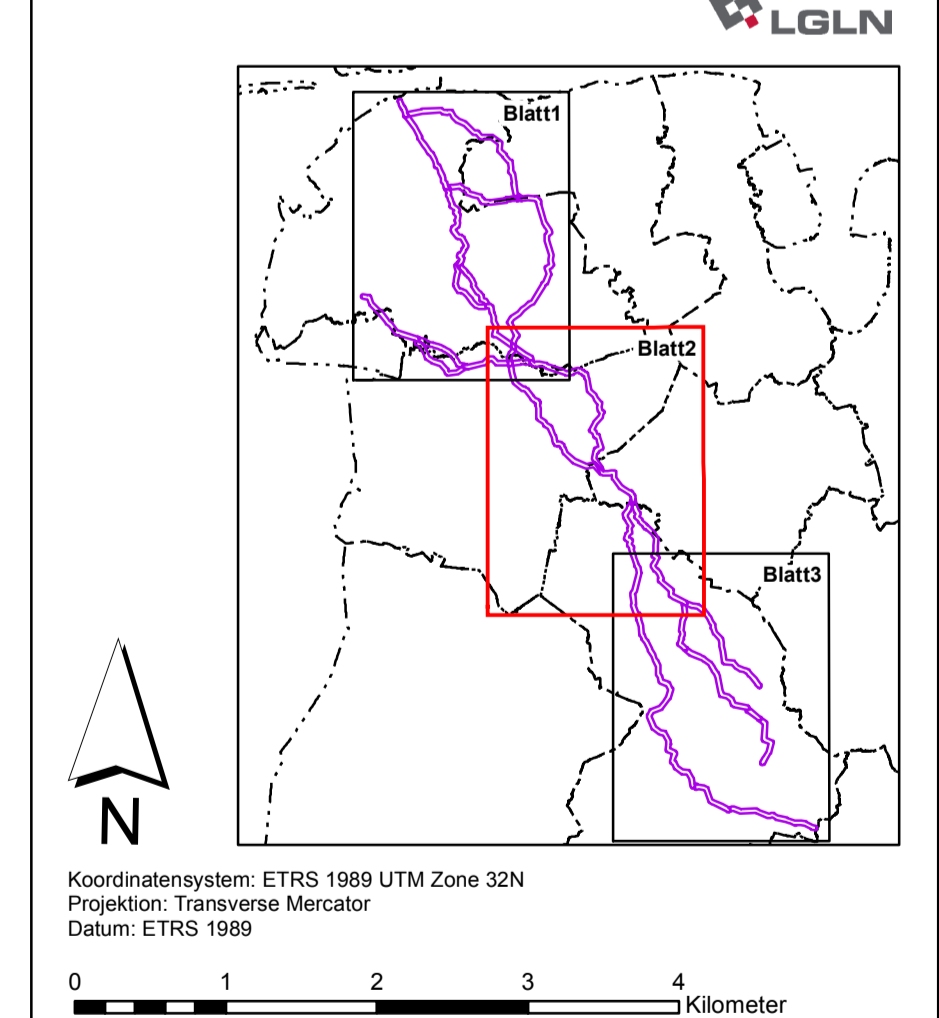 LGLN
Blatt1
Blatt2
Blatt3
N
Koordinatensystem: ETRS 1989 UTM Zone 32N
Projektion: Transverse Mercator
Datum: ETRS 1989
0 1 2 3 4
Kilometer